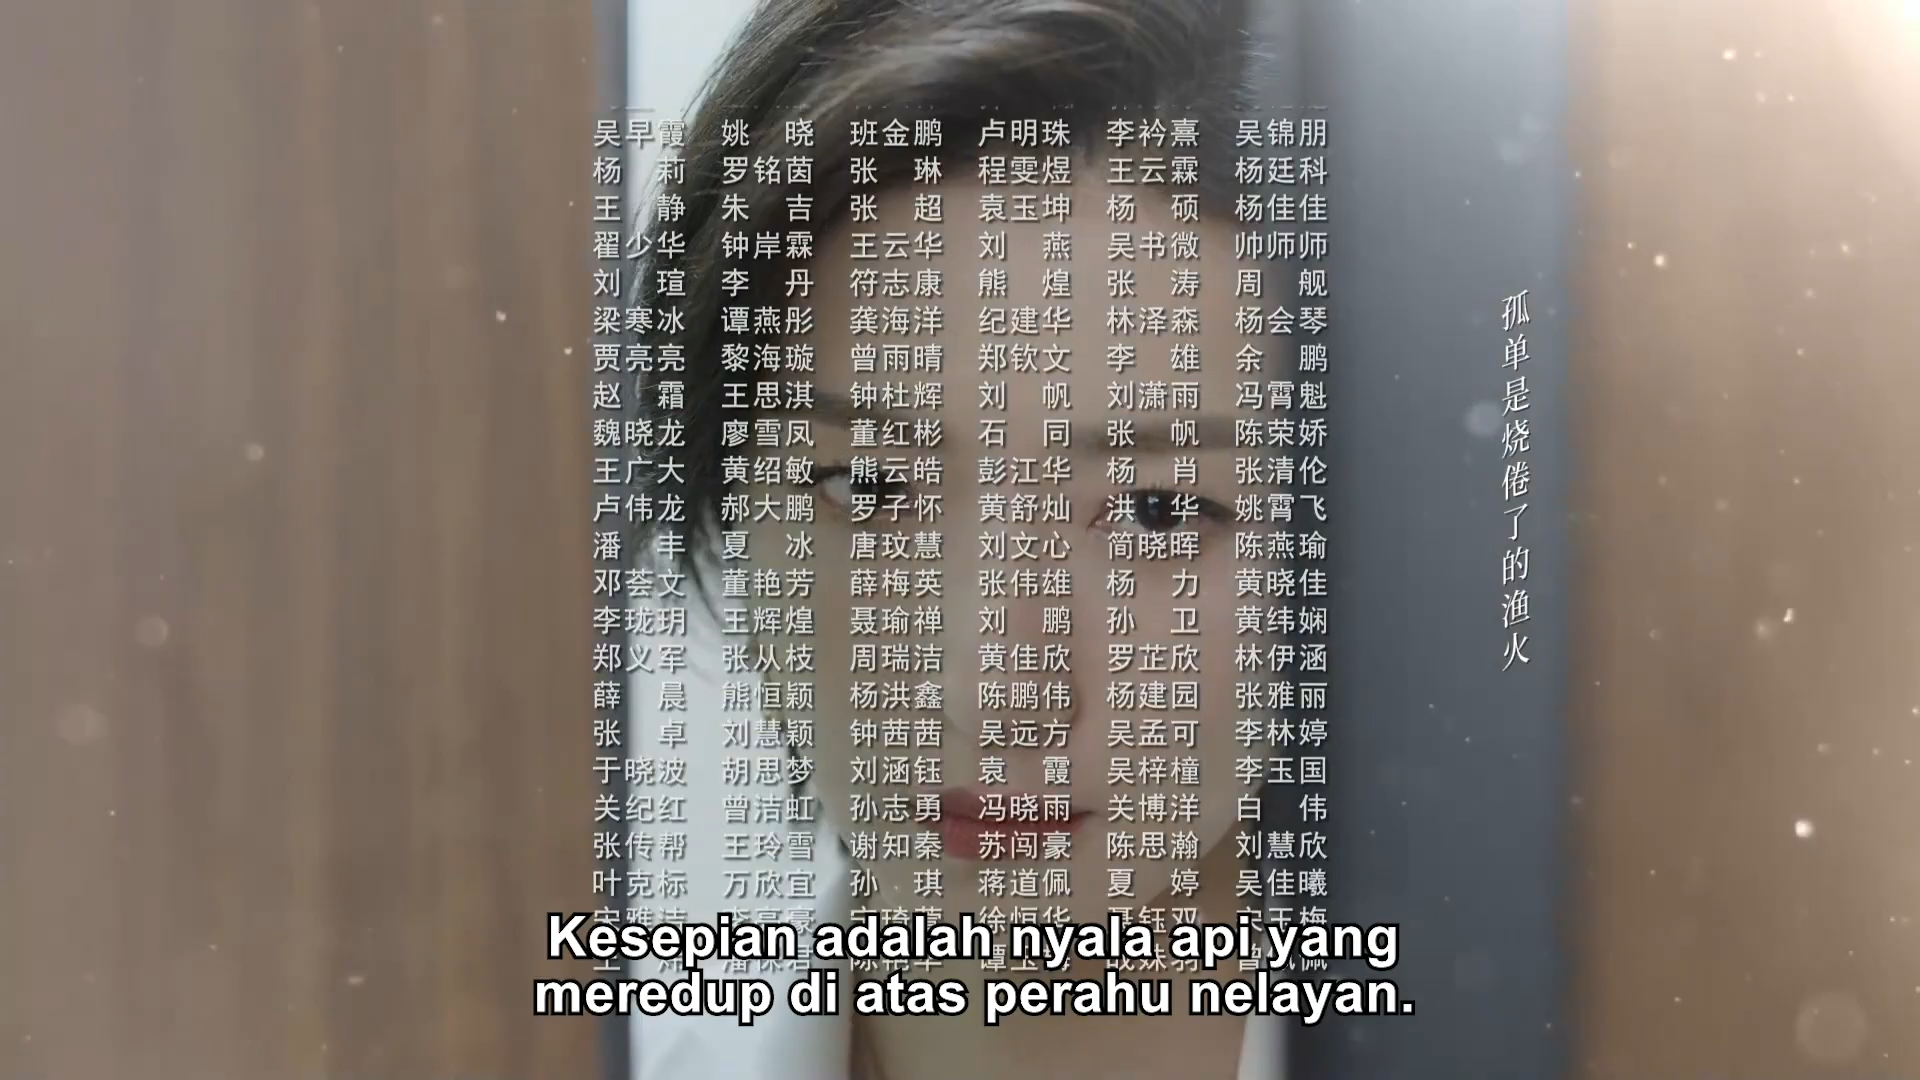 吴早霞 姚晓 班金鹏 卢明珠 李衿熹 吴锦朋
杨莉 罗铭茵 张琳 程雯煜 王云霖 杨廷科
王静 朱吉 张超 袁玉坤 杨硕 杨佳佳
翟少华 钟岸霖 王云华 刘燕 吴书微 帅师师
刘瑄 李丹 符志康 熊煌 张涛 周舰
梁寒冰 谭燕彤 龚海洋 纪建华 林泽森 杨会琴
贾亮亮 黎海璇 曾雨晴 郑钦文 李雄 余鹏
赵霜 王思淇 钟杜辉 刘帆 刘潇雨 冯霄魁
魏晓龙 廖雪凤 董红彬 石同 张帆 陈荣娇
王广大 黄绍敏 熊云皓 彭江华 杨肖 张清伦
卢伟龙 郝大鹏 罗子怀 黄舒灿 洪华 姚霄飞
潘丰 夏冰 唐玟慧 刘文心 简晓晖 陈燕瑜
邓荟文 董艳芳 薛梅英 张伟雄 杨力 黄晓佳
李珑玥 王辉煌 聂瑜禅 刘鹏 孙卫 黄纬娴
郑义军 张从枝 周瑞洁 黄佳欣 罗芷欣 林伊涵
薛晨 熊恒颖 杨洪鑫 陈鹏伟 杨建园 张雅丽
张卓 刘慧颖 钟茜茜 吴远方 吴孟可 李林婷
于晓波 胡思梦 刘涵钰 袁霞 吴梓橦 李玉国
关纪红 曾洁虹 孙志勇 冯晓雨 关博洋 白伟
张传帮 王玲雪 谢知秦 苏闯豪 陈思瀚 刘慧欣
叶克标 万欣宜 孙琪 蒋道佩 夏婷 吴佳曦
徐恒华
孤单是烧倦了的渔火
Kesepian adalah nyala api yang
meredup di atas perahu nelayan.